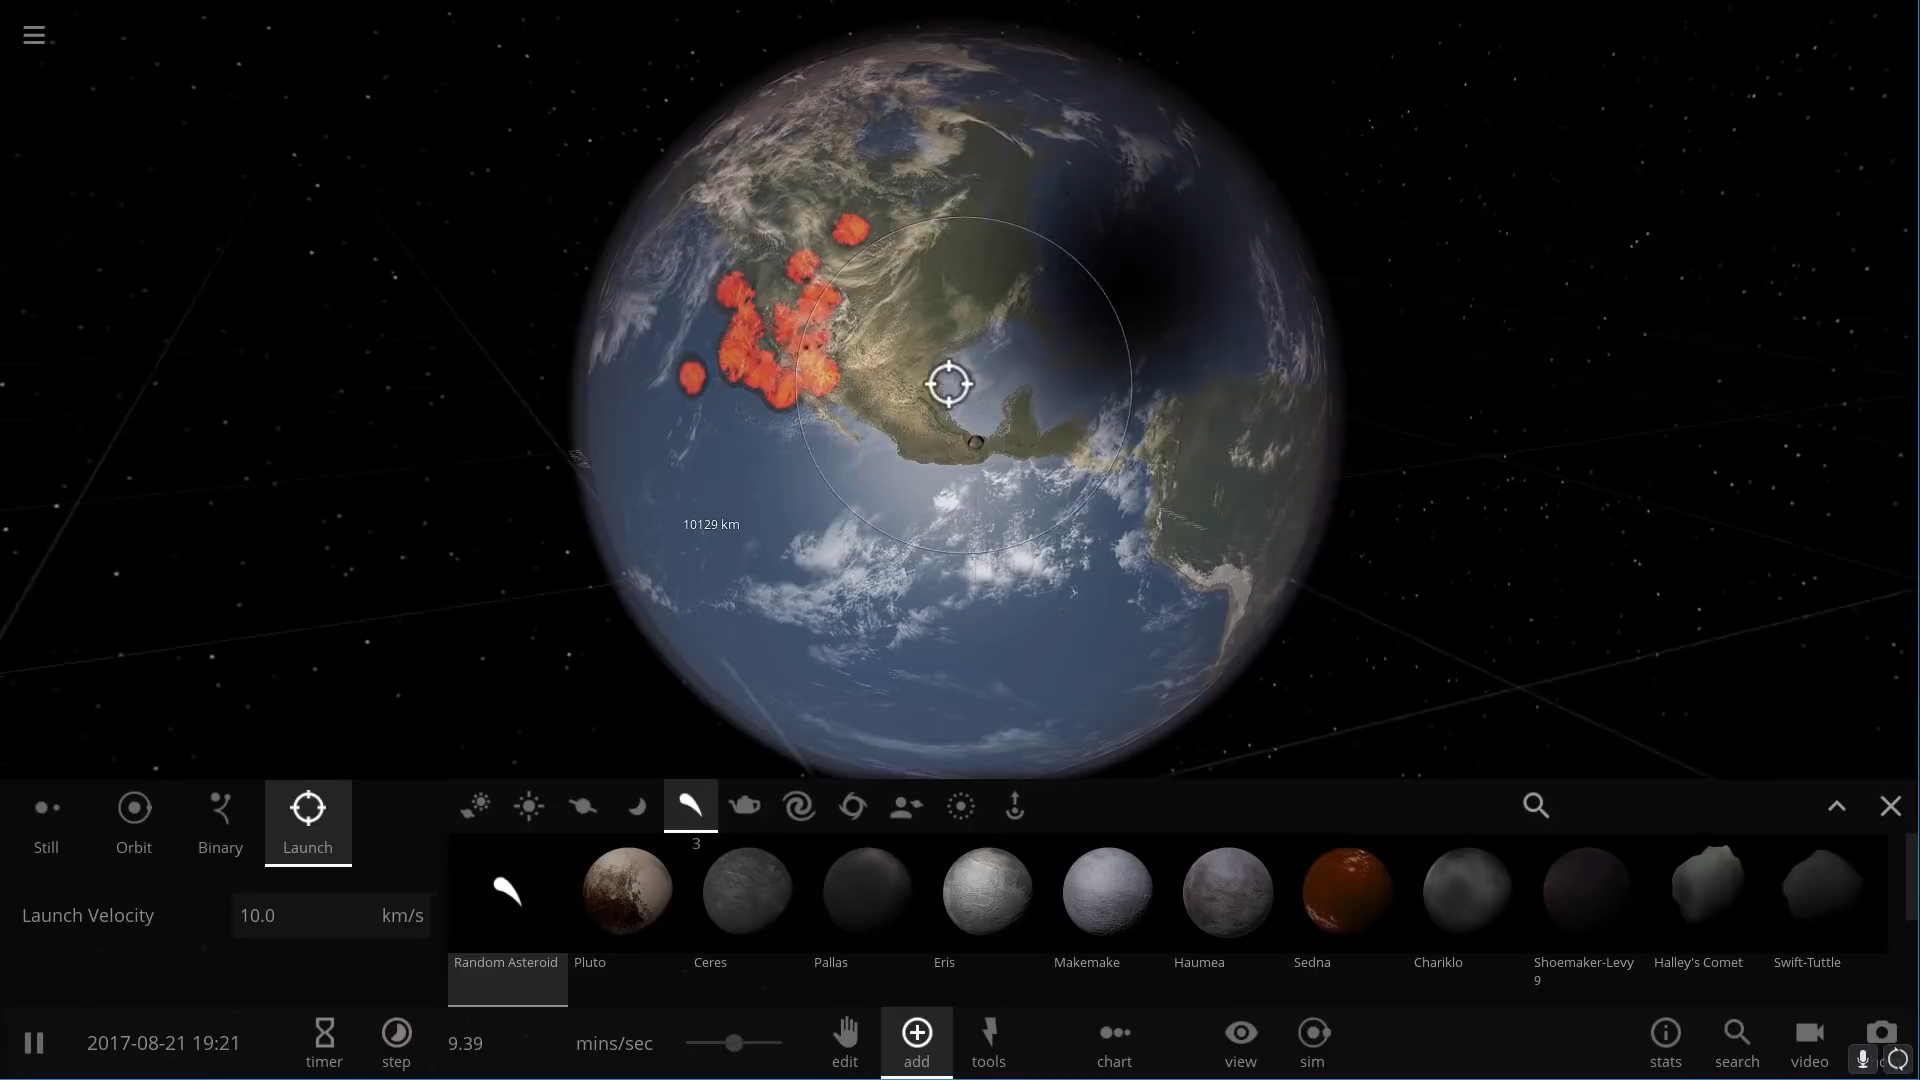 10129 km
Still
Orbit
Binary
Launch
3
Launch Velocity
10.0
km/s
Random Asteroid
Pluto
Ceres
Pallas
Eris
Makemake
Haumea
Sedna
Chariklo
Shoemaker-Levy
9
Halley's Comet
Swift-Tuttle
2017-08-21 19:21
timer
step
9.39
mins/sec
edit
add
tools
chart
view
sim
stats
search
video